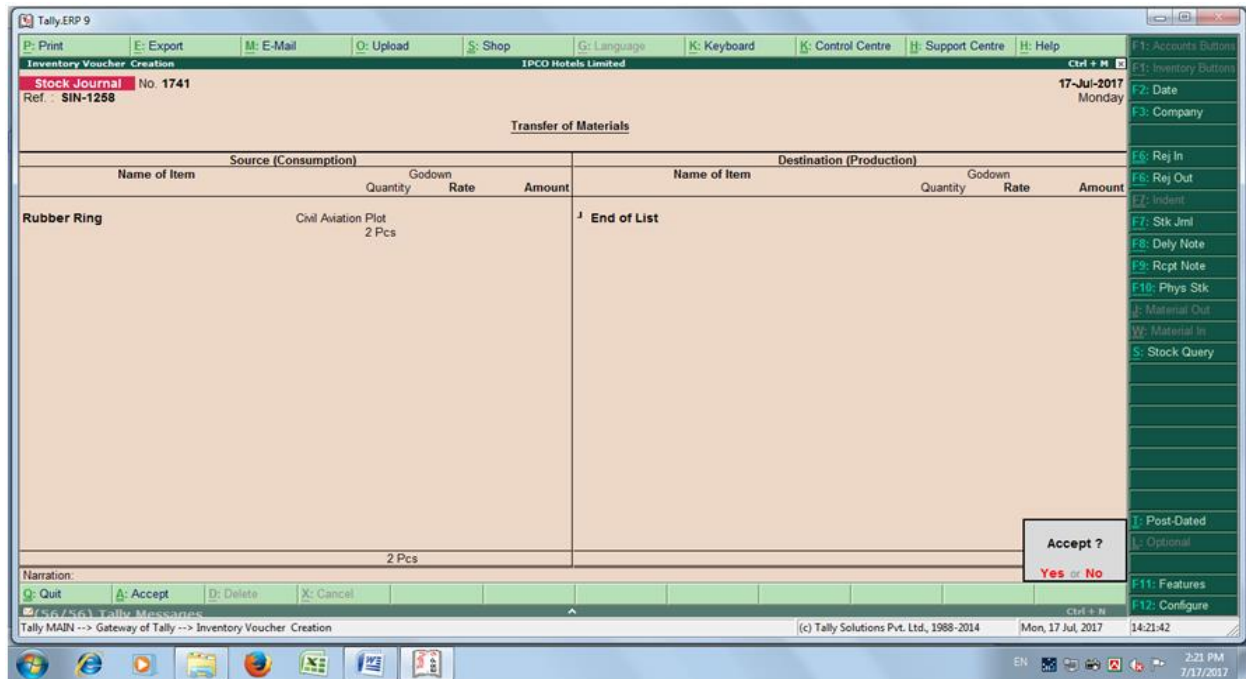 Tally.ERP 9
P: Print E: Export M: E-Mail O: Upload S: Shop G: Language K: Keyboard K: Control Centre H: Support Centre H: Help F1: Accounts Buttons
Inventory Voucher Creation IPCO Hotels Limited Ctrl + M F1: Inventory Buttons
Stock Journal No. 1741 17-Jul-2017 F2: Date
Ref. : SIN-1258 Monday
F3: Company
Transfer of Materials
Source (Consumption) Destination (Production) F6: Rej In
Name of Item Godown Name of Item Godown
Quantity Rate Amount Quantity Rate Amount F6: Rej Out
F7: Indent
Rubber Ring Civil Aviation Plot End of List F7: Stk Jrnl
2 Pcs
F8: Dely Note
F9: Rcpt Note
F10: Phys Stk
J: Material Out
W: Material In
S: Stock Query
T: Post-Dated
Accept ? L: Optional
2 Pcs
Narration: Yes or No
F11: Features
Q: Quit A: Accept D: Delete X: Cancel
(56/56) Tally Messages Ctrl + N F12: Configure
Tally MAIN --> Gateway of Tally --> Inventory Voucher Creation (c) Tally Solutions Pvt. Ltd., 1988-2014 Mon, 17 Jul, 2017 14:21:42
EN 2:21 PM
7/17/2017